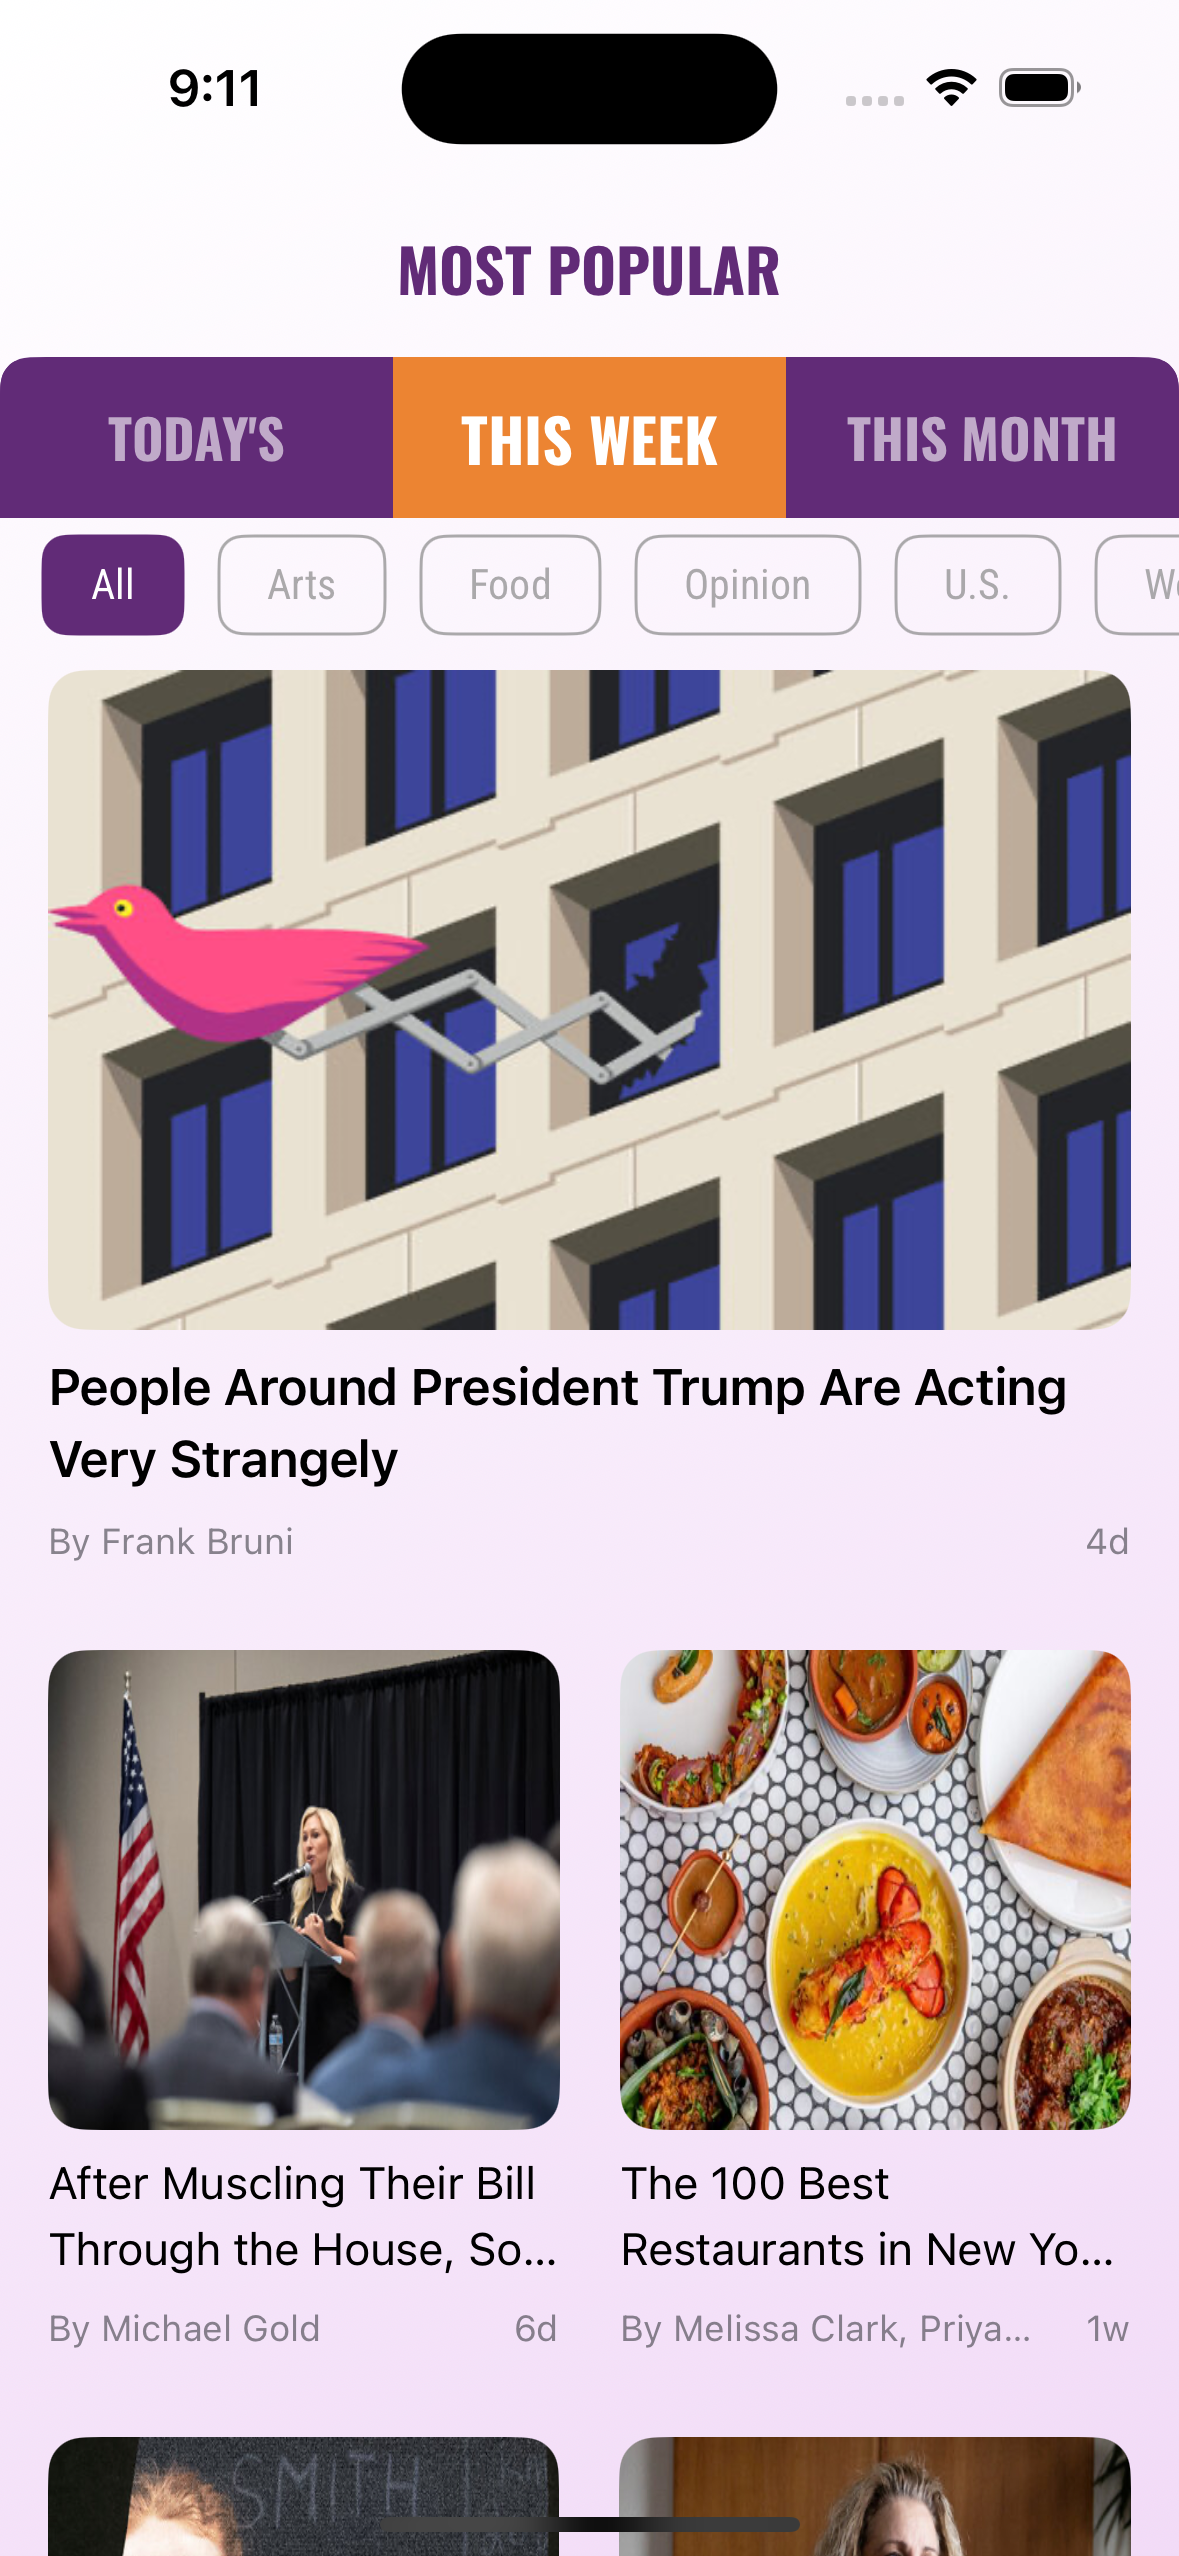 9:11
MOST POPULAR
TODAY'S
THIS WEEK
THIS MONTH
All
Arts
Food
Opinion
U.S.
People Around President Trump Are Acting
Very Strangely
By Frank Bruni
4d
After Muscling Their Bill
Through the House, So...
By Michael Gold
6d
The 100 Best
Restaurants in New Yo...
By Melissa Clark, Priya...
1w
SMITH